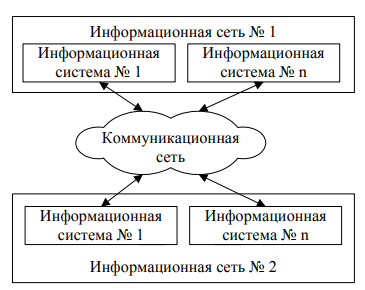 Информационная сеть № 1
Информационная
система № 1
Информационная
система № n
Коммуникационная
сеть
Информационная
система № 1
Информационная
система № n
Информационная сеть № 2